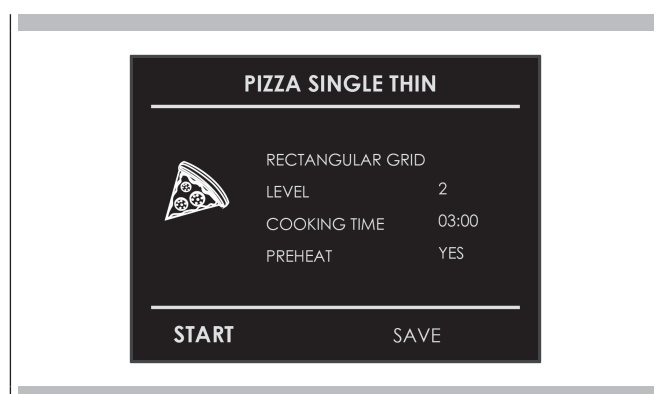 PIZZA SINGLE THIN
RECTANGULAR GRID
LEVEL 2
COOKING TIME 03:00
PREHEAT YES
START SAVE